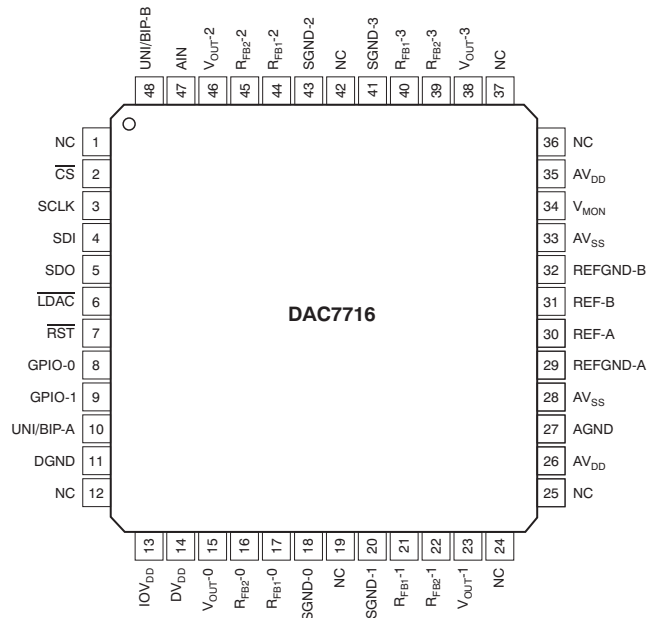 UNI/BIP-B
AIN
VOUT-2
RFB2-2
RFB1-2
SGND-2
NC
SGND-3
RFB1-3
RFB2-3
VOUT-3
NC
48
47
46
45
44
43
42
41
40
39
38
37
NC 1
CS 2
SCLK 3
SDI 4
SDO 5
LDAC 6
RST 7
GPIO-0 8
GPIO-1 9
UNI/BIP-A 10
DGND 11
NC 12
DAC7716
36 NC
35 AVDD
34 VMON
33 AVSS
32 REFGND-B
31 REF-B
30 REF-A
29 REFGND-A
28 AVSS
27 AGND
26 AVDD
25 NC
13
14
15
16
17
18
19
20
21
22
23
24
IOVDD
DVDD
VOUT-0
RFB2-0
RFB1-0
SGND-0
NC
SGND-1
RFB1-1
RFB2-1
VOUT-1
NC